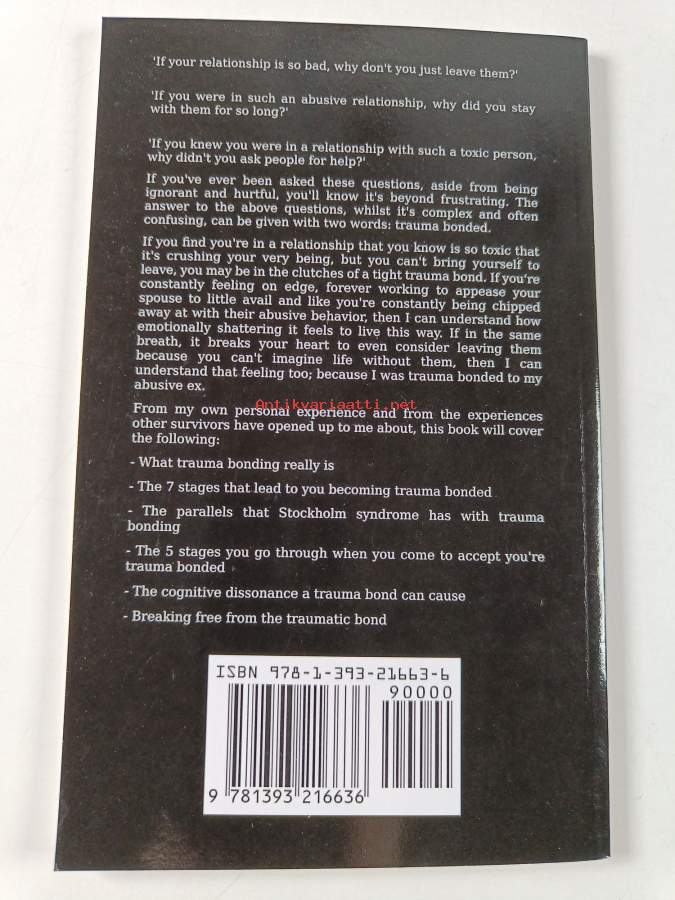 'If your relationship is so bad, why don't you just leave them?'
'If you were in such an abusive relationship, why did you stay
with them for so long?'
'If you knew you were in a relationship with such a toxic person,
why didn't you ask people for help?'
If you've ever been asked these questions, aside from being
ignorant and hurtful, you'll know it's beyond frustrating. The
answer to the above questions, whilst it's complex and often
confusing, can be given with two words: trauma bonded.
If you find you're in a relationship that you know is so toxic that
it's crushing your very being, but you can't bring yourself to
leave, you may be in the clutches of a tight trauma bond. If you're
constantly feeling on edge, forever working to appease your
spouse to little avail and like you're constantly being chipped
away at with their abusive behavior, then I can understand how
emotionally shattering it feels to live this way. If in the same
breath, it breaks your heart to even consider leaving them
because you can't imagine life without them, then I can
understand that feeling too; because I was trauma bonded to my
abusive ex.
Antikvariaatti.net
From my own personal experience and from the experiences
other survivors have opened up to me about, this book will cover
the following:
- What trauma bonding really is
- The 7 stages that lead to you becoming trauma bonded
- The parallels that Stockholm syndrome has with trauma
bonding
- The 5 stages you go through when you come to accept you're
trauma bonded
- The cognitive dissonance a trauma bond can cause
- Breaking free from the traumatic bond
ISBN 978-1-393-21663-6
90000
9 781393 216636